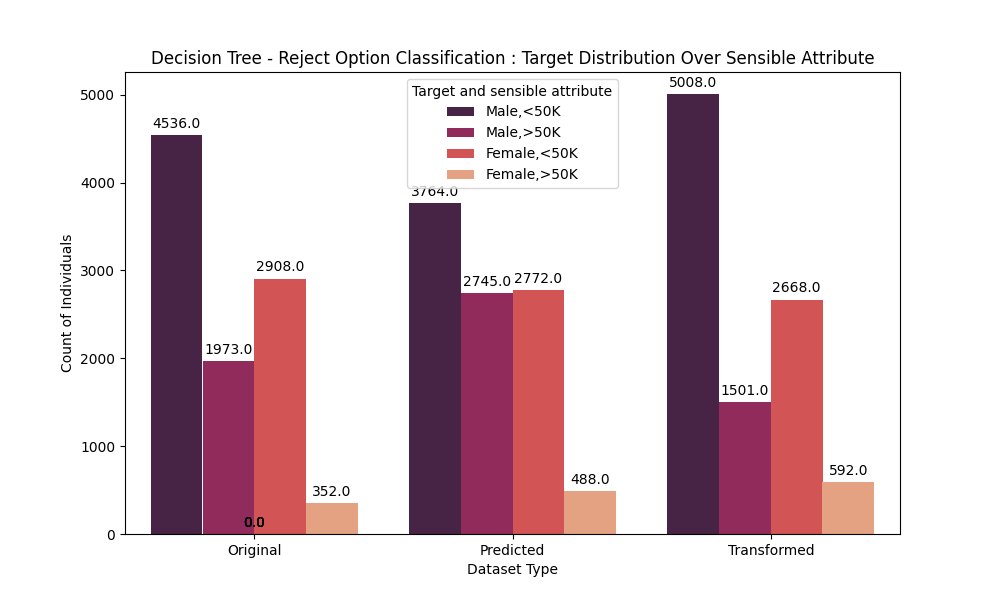 Decision Tree - Reject Option Classification : Target Distribution Over Sensible Attribute
Target and sensible attribute
Male,<50K
Male,>50K
Female,<50K
Female,>50K
Count of Individuals
5000
4000
3000
2000
1000
0
4536.0
1973.0
2908.0
352.0
0.0
3764.0
2745.0
2772.0
488.0
5008.0
1501.0
2668.0
592.0
Original
Predicted
Transformed
Dataset Type